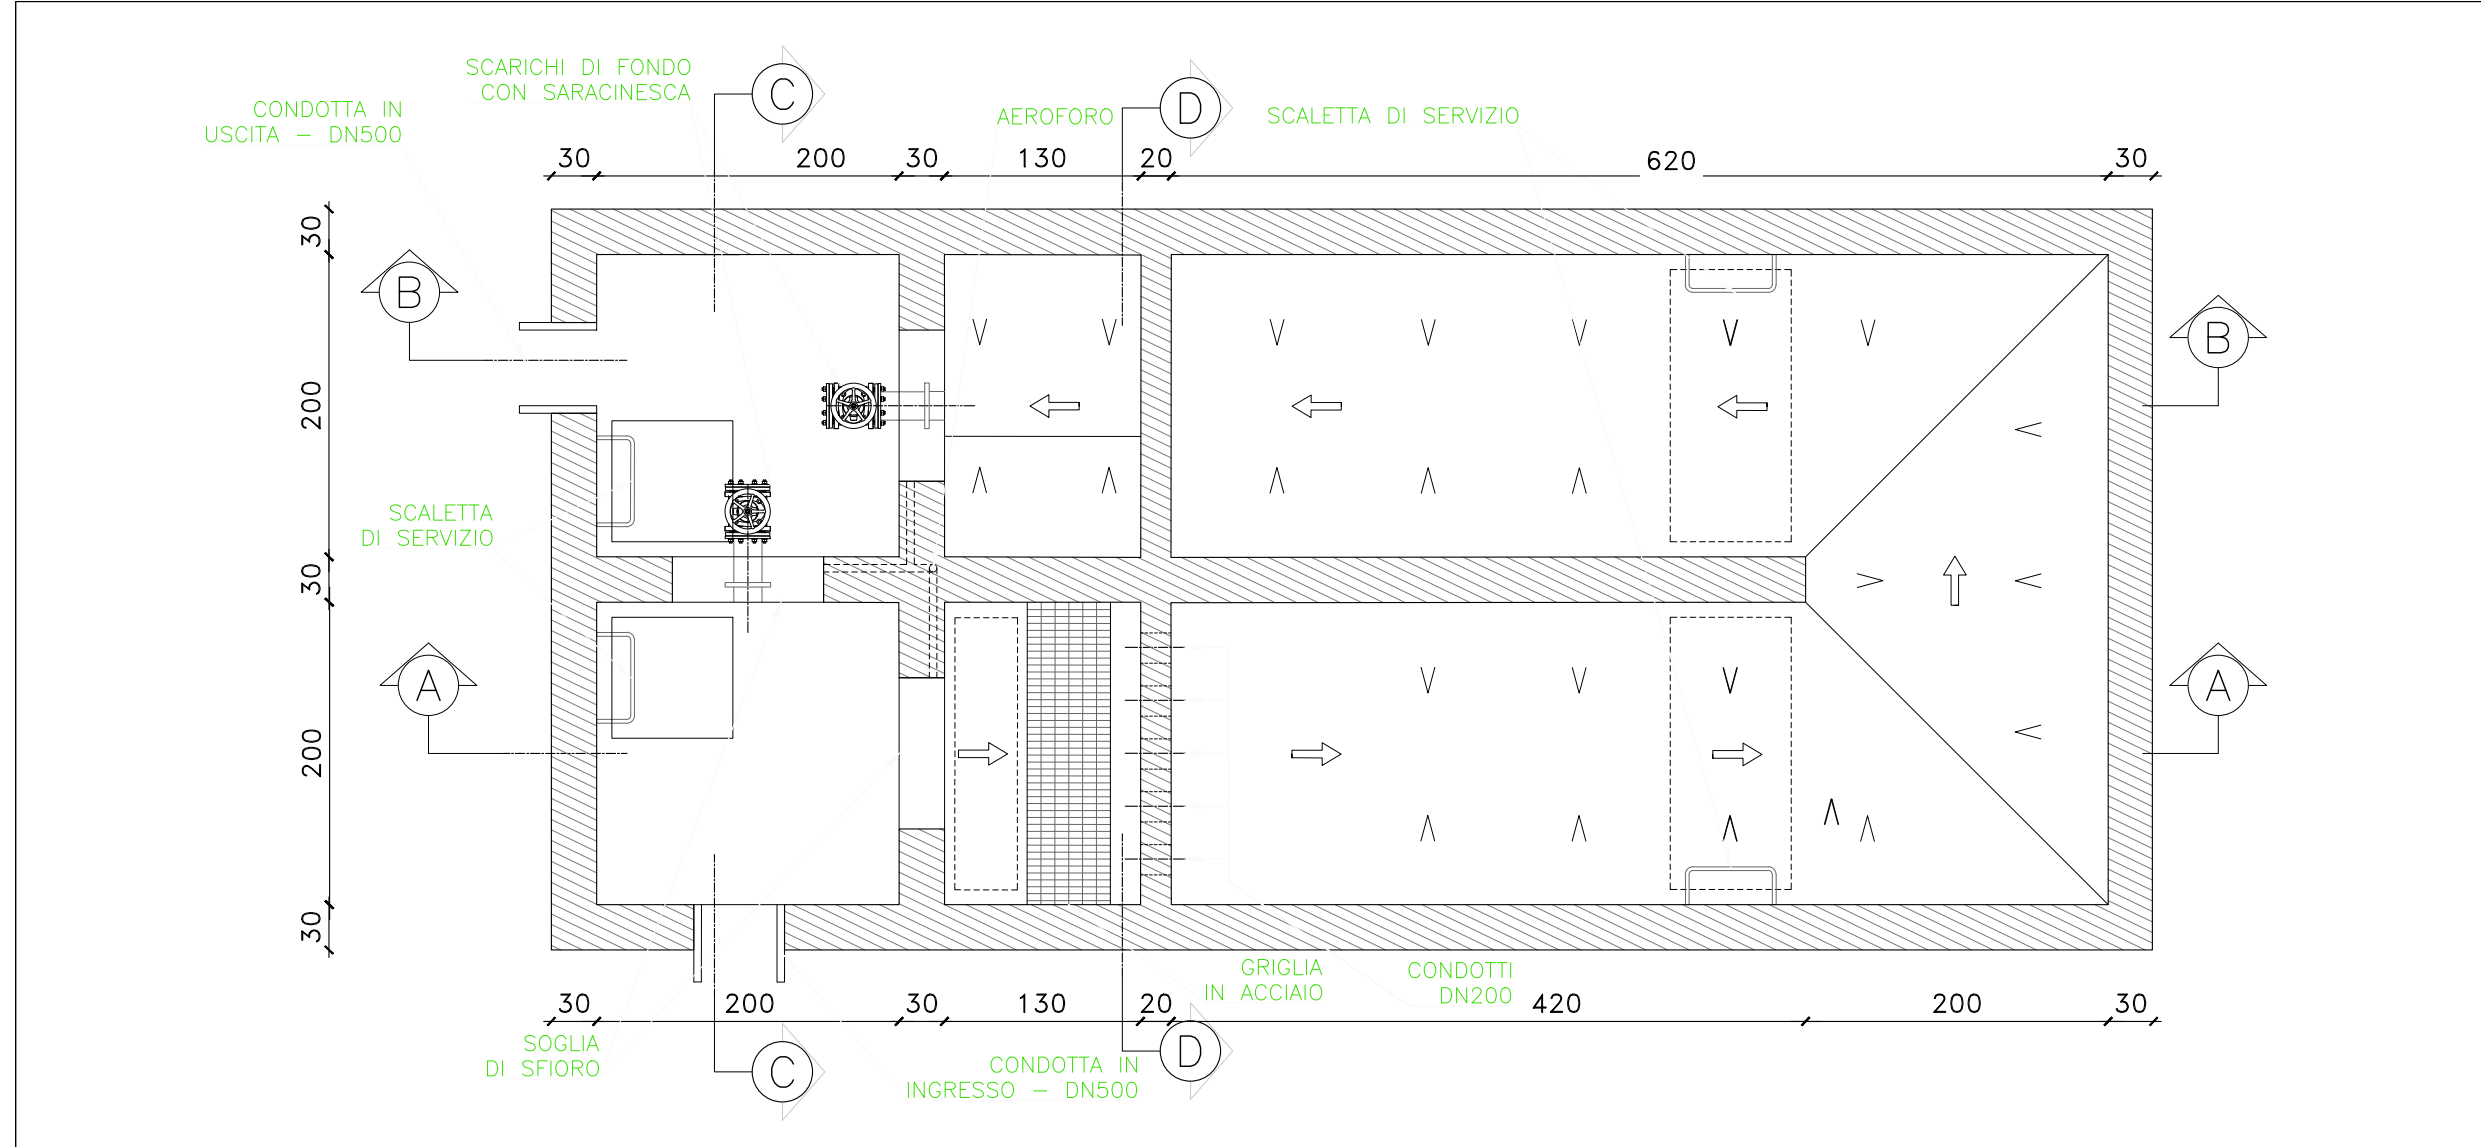 SCARICHI DI FONDO
CON SARACINESCA
C
D
CONDOTTA IN
USCITA – DN500
AEROFORO
SCALETTA DI SERVIZIO
30
200
30
130
20
620
30
30
200
30
200
30
B
B
SCALETTA
DI SERVIZIO
A
A
GRIGLIA
IN ACCIAIO
CONDOTTI
DN200
30
200
30
130
20
420
200
30
SOGLIA
DI SFIORO
C
D
CONDOTTA IN
INGRESSO – DN500